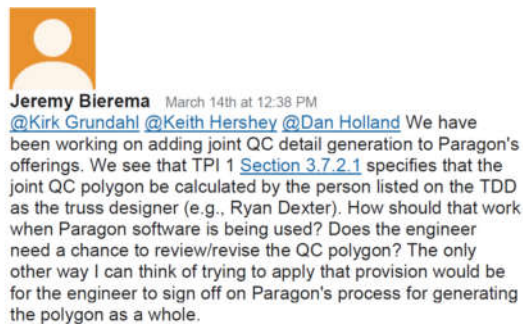 Jeremy Bierema March 14th at 12:38 PM
@Kirk Grundahl @Keith Hershey @Dan Holland We have
been working on adding joint QC detail generation to Paragon's
offerings. We see that TPI 1 Section 3.7.2.1 specifies that the
joint QC polygon be calculated by the person listed on the TDD
as the truss designer (e.g., Ryan Dexter). How should that work
when Paragon software is being used? Does the engineer
need a chance to review/revise the QC polygon? The only
other way I can think of trying to apply that provision would be
for the engineer to sign off on Paragon's process for generating
the polygon as a whole.